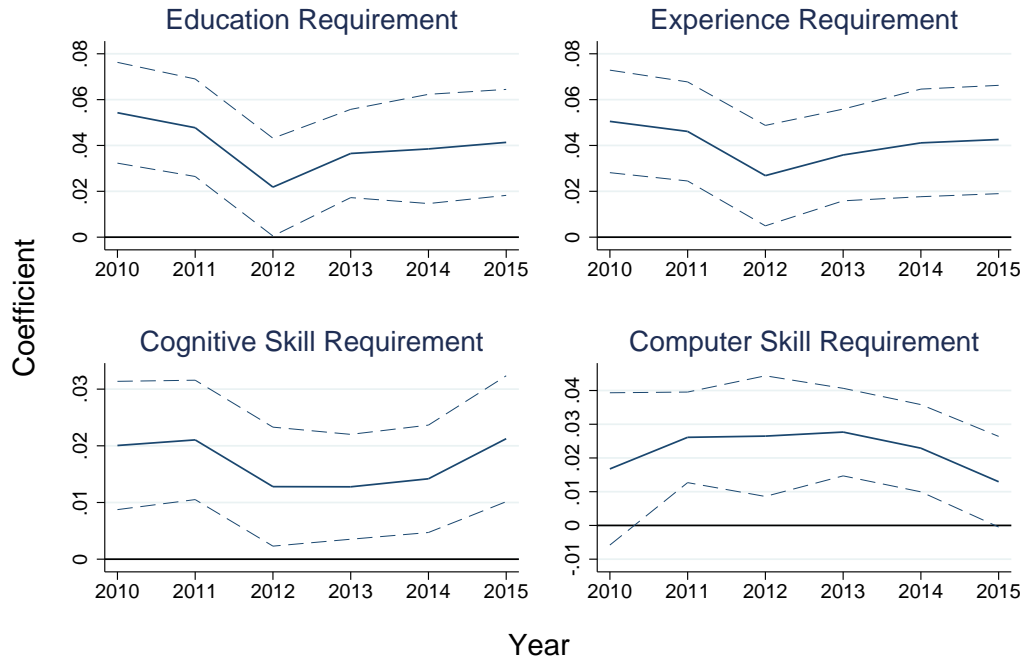 Education Requirement
.08
.06
.04
.02
0
2010 2011 2012 2013 2014 2015
Experience Requirement
.08
.06
.04
.02
0
2010 2011 2012 2013 2014 2015
Coefficient
Cognitive Skill Requirement
.03
.02
.01
0
2010 2011 2012 2013 2014 2015
Computer Skill Requirement
.04
.03
.02
.01
0
-.01
2010 2011 2012 2013 2014 2015
Year